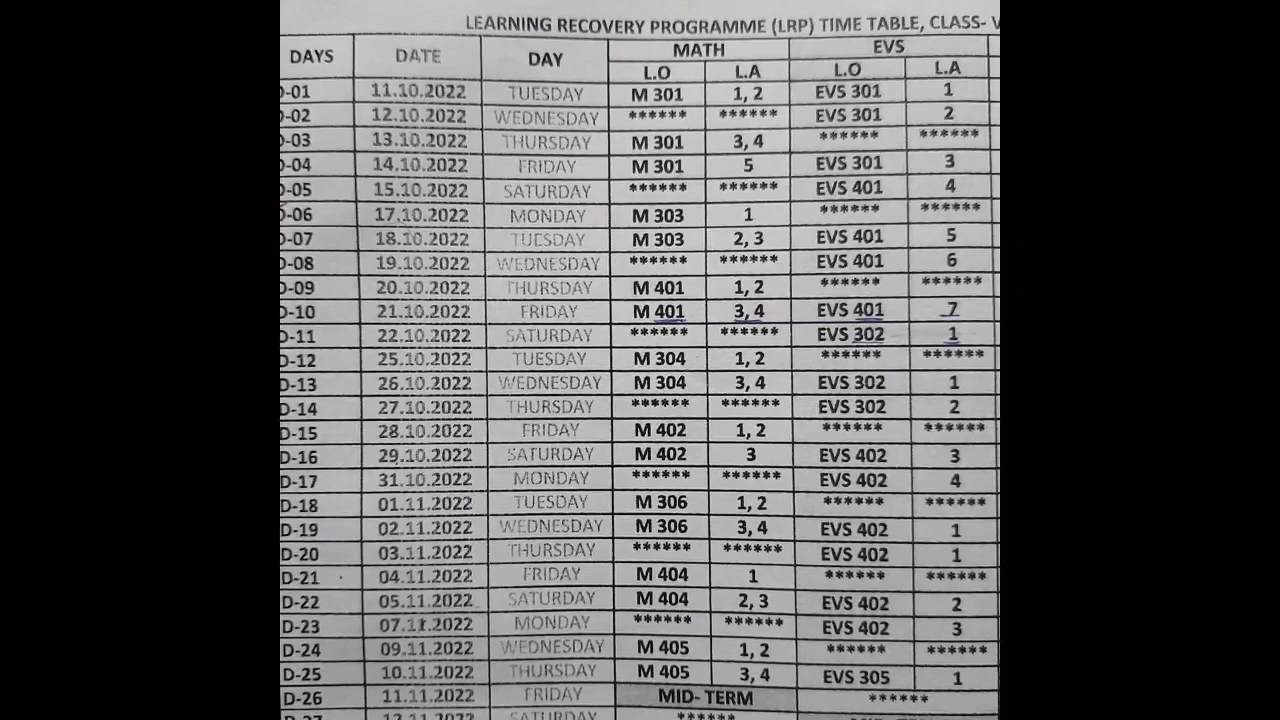 LEARNING RECOVERY PROGRAMME (LRP) TIME TABLE, CLASS- V
DAYS DATE DAY MATH EVS
L.O L.A L.O L.A
D-01 11.10.2022 TUESDAY M 301 1, 2 EVS 301 1
D-02 12.10.2022 WEDNESDAY ****** ****** EVS 301 2
D-03 13.10.2022 THURSDAY M 301 3, 4 ****** ******
D-04 14.10.2022 FRIDAY M 301 5 EVS 301 3
D-05 15.10.2022 SATURDAY ****** ****** EVS 401 4
D-06 17.10.2022 MONDAY M 303 1 ****** ******
D-07 18.10.2022 TUESDAY M 303 2, 3 EVS 401 5
D-08 19.10.2022 WEDNESDAY ****** ****** EVS 401 6
D-09 20.10.2022 THURSDAY M 401 1, 2 ****** ******
D-10 21.10.2022 FRIDAY M 401 3, 4 EVS 401 7
D-11 22.10.2022 SATURDAY ****** ****** EVS 302 1
D-12 25.10.2022 TUESDAY M 304 1, 2 ****** ******
D-13 26.10.2022 WEDNESDAY M 304 3, 4 EVS 302 1
D-14 27.10.2022 THURSDAY ****** ****** EVS 302 2
D-15 28.10.2022 FRIDAY M 402 1, 2 ****** ******
D-16 29.10.2022 SATURDAY M 402 3 EVS 402 3
D-17 31.10.2022 MONDAY ****** ****** EVS 402 4
D-18 01.11.2022 TUESDAY M 306 1, 2 ****** ******
D-19 02.11.2022 WEDNESDAY M 306 3, 4 EVS 402 1
D-20 03.11.2022 THURSDAY ****** ****** EVS 402 1
D-21 04.11.2022 FRIDAY M 404 1 ****** ******
D-22 05.11.2022 SATURDAY M 404 2, 3 EVS 402 2
D-23 07.11.2022 MONDAY ****** ****** EVS 402 3
D-24 09.11.2022 WEDNESDAY M 405 1, 2 ****** ******
D-25 10.11.2022 THURSDAY M 405 3, 4 EVS 305 1
D-26 11.11.2022 FRIDAY MID- TERM ******
D-27 12.11.2022 SATURDAY ******